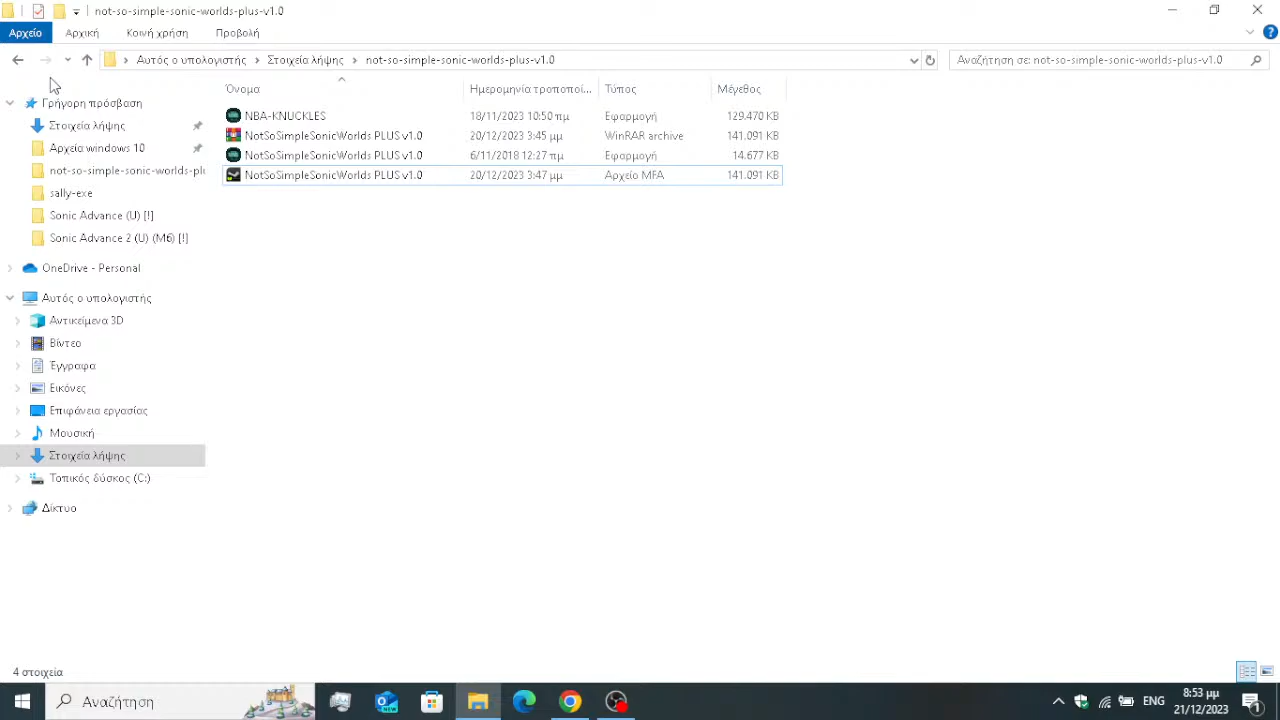 not-so-simple-sonic-worlds-plus-v1.0
Αρχείο Αρχική Κοινή χρήση Προβολή
Αυτός ο υπολογιστής Στοιχεία λήψης not-so-simple-sonic-worlds-plus-v1.0 Αναζήτηση σε: not-so-simple-sonic-worlds-plus-v1.0
Όνομα Ημερομηνία τροποποί... Τύπος Μέγεθος
NBA-KNUCKLES 18/11/2023 10:50 πμ Εφαρμογή 129.470 KB
NotSoSimpleSonicWorlds PLUS v1.0 20/12/2023 3:45 μμ WinRAR archive 141.091 KB
NotSoSimpleSonicWorlds PLUS v1.0 6/11/2018 12:27 πμ Εφαρμογή 14.677 KB
NotSoSimpleSonicWorlds PLUS v1.0 20/12/2023 3:47 μμ Αρχείο MFA 141.091 KB
Γρήγορη πρόσβαση
Στοιχεία λήψης
Αρχεία windows 10
not-so-simple-sonic-worlds-plu
sally-exe
Sonic Advance (U) [!]
Sonic Advance 2 (U) (M6) [!]
OneDrive - Personal
Αυτός ο υπολογιστής
Αντικείμενα 3D
Βίντεο
Έγγραφα
Εικόνες
Επιφάνεια εργασίας
Μουσική
Στοιχεία λήψης
Τοπικός δίσκος (C:)
Δίκτυο
4 στοιχεία
Αναζήτηση
NEW
ENG
8:53 μμ
21/12/2023
1